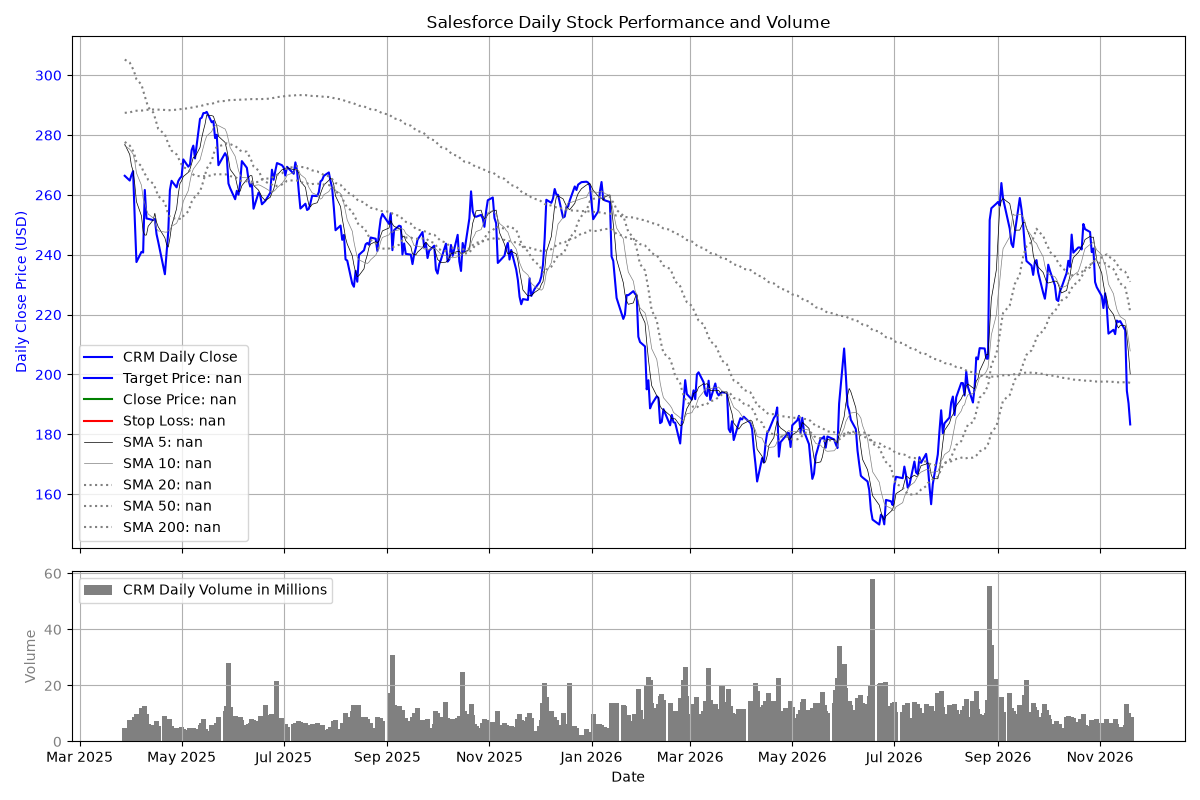 Salesforce Daily Stock Performance and Volume
Daily Close Price (USD)
300
280
260
240
220
200
180
160
CRM Daily Close
Target Price: nan
Close Price: nan
Stop Loss: nan
SMA 5: nan
SMA 10: nan
SMA 20: nan
SMA 50: nan
SMA 200: nan
Volume
60
40
20
0
CRM Daily Volume in Millions
Mar 2025 May 2025 Jul 2025 Sep 2025 Nov 2025 Jan 2026 Mar 2026 May 2026 Jul 2026 Sep 2026 Nov 2026
Date